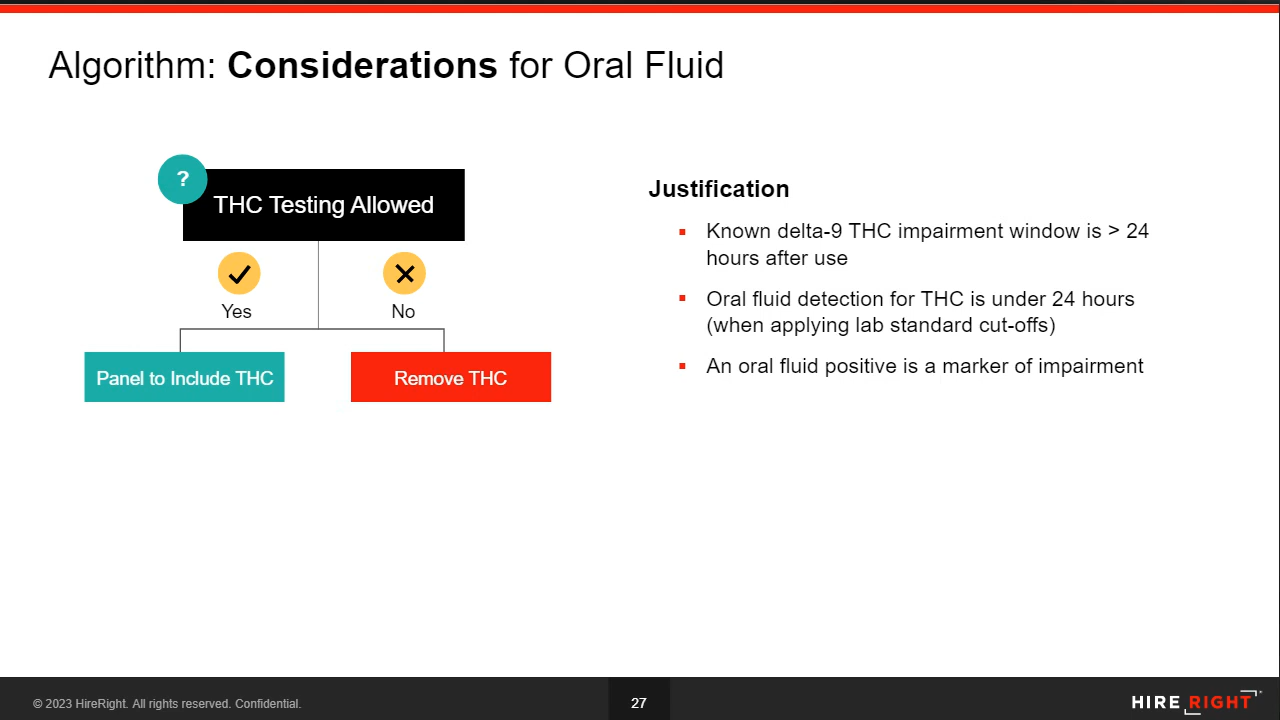 Algorithm: Considerations for Oral Fluid
?
THC Testing Allowed
Yes
No
Panel to Include THC
Remove THC
Justification
Known delta-9 THC impairment window is > 24
hours after use
Oral fluid detection for THC is under 24 hours
(when applying lab standard cut-offs)
An oral fluid positive is a marker of impairment
© 2023 HireRight. All rights reserved. Confidential.
27
HIRE RIGHT